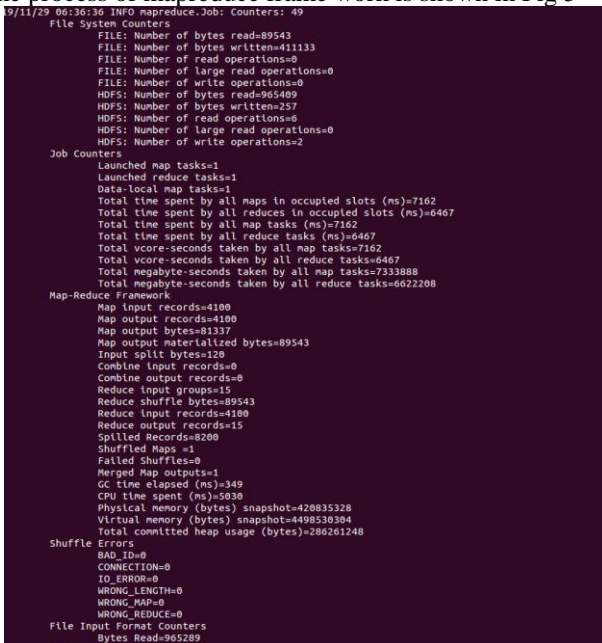 he process of mapreduce frame work is shown in Fig 3
19/11/29 06:36:36 INFO mapreduce.Job: Counters: 49
File System Counters
FILE: Number of bytes read=89543
FILE: Number of bytes written=411133
FILE: Number of read operations=0
FILE: Number of large read operations=0
FILE: Number of write operations=0
HDFS: Number of bytes read=965409
HDFS: Number of bytes written=257
HDFS: Number of read operations=6
HDFS: Number of large read operations=0
HDFS: Number of write operations=2
Job Counters
Launched map tasks=1
Launched reduce tasks=1
Data-local map tasks=1
Total time spent by all maps in occupied slots (ms)=7162
Total time spent by all reduces in occupied slots (ms)=6467
Total time spent by all map tasks (ms)=7162
Total time spent by all reduce tasks (ms)=6467
Total vcore-seconds taken by all map tasks=7162
Total vcore-seconds taken by all reduce tasks=6467
Total megabyte-seconds taken by all map tasks=7333888
Total megabyte-seconds taken by all reduce tasks=6622208
Map-Reduce Framework
Map input records=4100
Map output records=4100
Map output bytes=81337
Map output materialized bytes=89543
Input split bytes=120
Combine input records=0
Combine output records=0
Reduce input groups=15
Reduce shuffle bytes=89543
Reduce input records=4100
Reduce output records=15
Spilled Records=8200
Shuffled Maps =1
Failed Shuffles=0
Merged Map outputs=1
GC time elapsed (ms)=349
CPU time spent (ms)=5030
Physical memory (bytes) snapshot=420835328
Virtual memory (bytes) snapshot=4498530304
Total committed heap usage (bytes)=286261248
Shuffle Errors
BAD_ID=0
CONNECTION=0
IO_ERROR=0
WRONG_LENGTH=0
WRONG_MAP=0
WRONG_REDUCE=0
File Input Format Counters
Bytes Read=965289